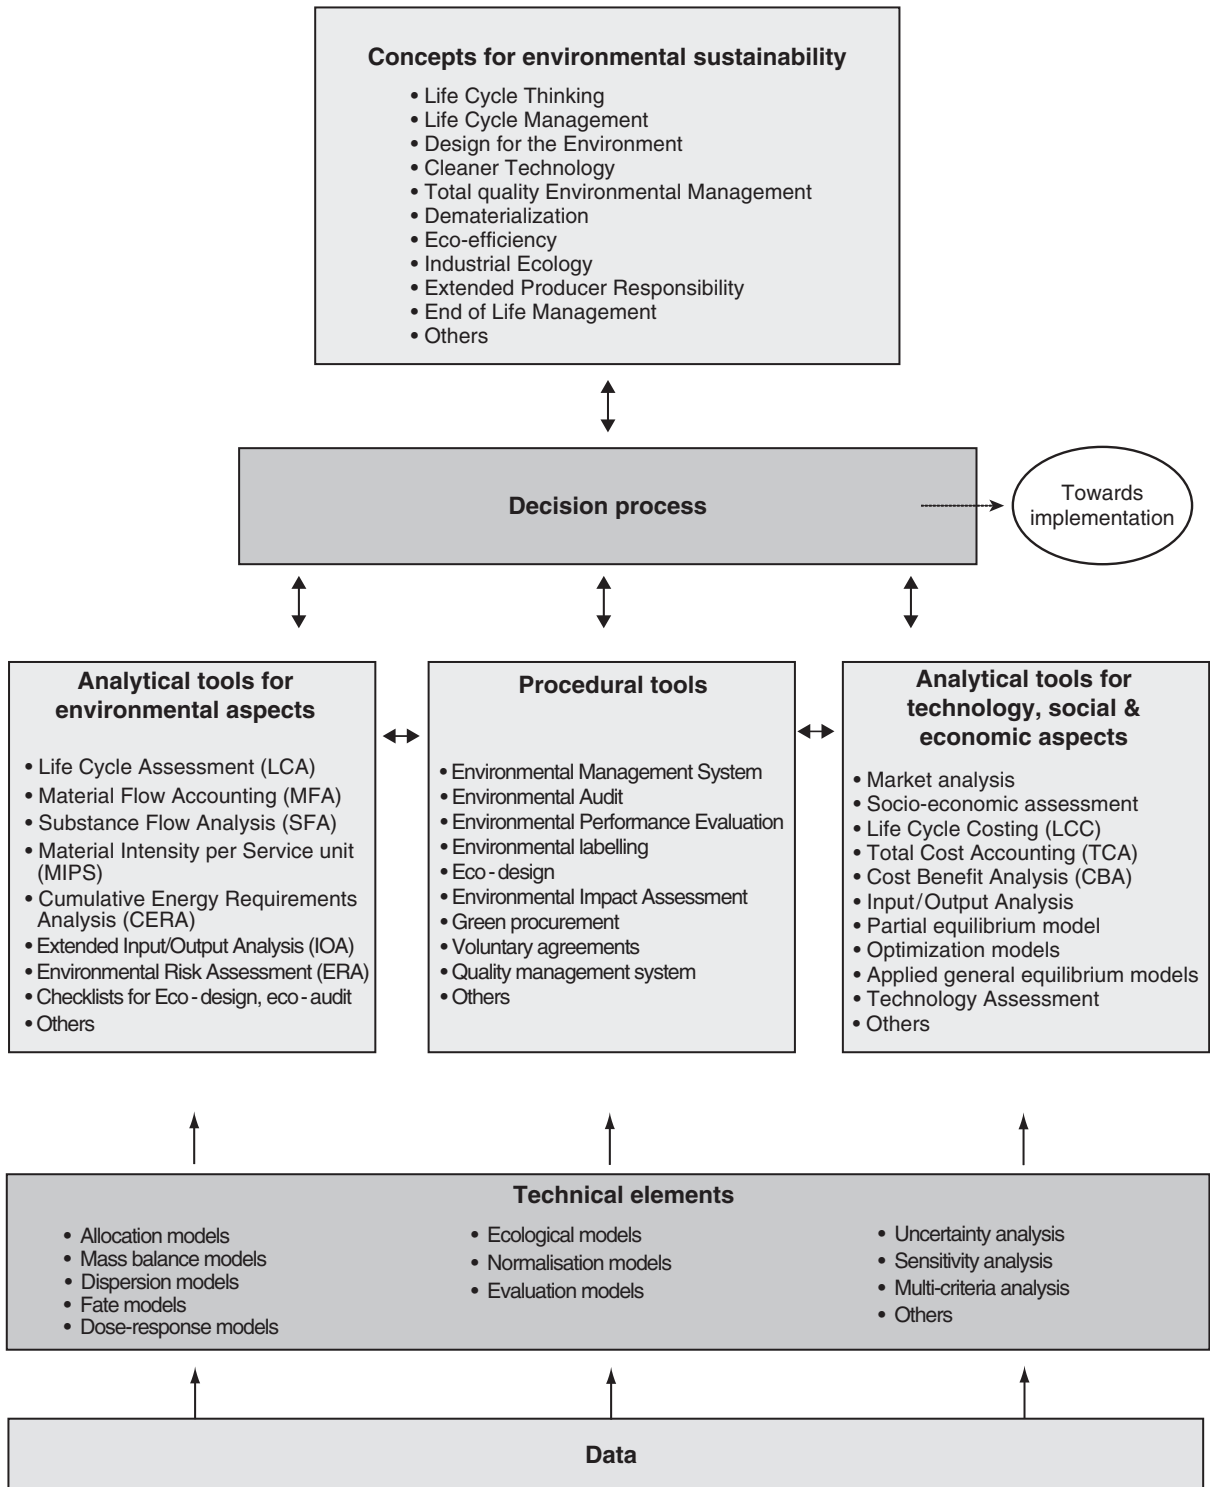 Concepts for environmental sustainability
• Life Cycle Thinking
• Life Cycle Management
• Design for the Environment
• Cleaner Technology
• Total quality Environmental Management
• Dematerialization
• Eco-efficiency
• Industrial Ecology
• Extended Producer Responsibility
• End of Life Management
• Others
Decision process
Towards
implementation
Analytical tools for
environmental aspects
• Life Cycle Assessment (LCA)
• Material Flow Accounting (MFA)
• Substance Flow Analysis (SFA)
• Material Intensity per Service unit
(MIPS)
• Cumulative Energy Requirements
Analysis (CERA)
• Extended Input/Output Analysis (IOA)
• Environmental Risk Assessment (ERA)
• Checklists for Eco-design, eco-audit
• Others
Procedural tools
• Environmental Management System
• Environmental Audit
• Environmental Performance Evaluation
• Environmental labelling
• Eco-design
• Environmental Impact Assessment
• Green procurement
• Voluntary agreements
• Quality management system
• Others
Analytical tools for
technology, social &
economic aspects
• Market analysis
• Socio-economic assessment
• Life Cycle Costing (LCC)
• Total Cost Accounting (TCA)
• Cost Benefit Analysis (CBA)
• Input/Output Analysis
• Partial equilibrium model
• Optimization models
• Applied general equilibrium models
• Technology Assessment
• Others
Technical elements
• Allocation models
• Mass balance models
• Dispersion models
• Fate models
• Dose-response models
• Ecological models
• Normalisation models
• Evaluation models
• Uncertainty analysis
• Sensitivity analysis
• Multi-criteria analysis
• Others
Data